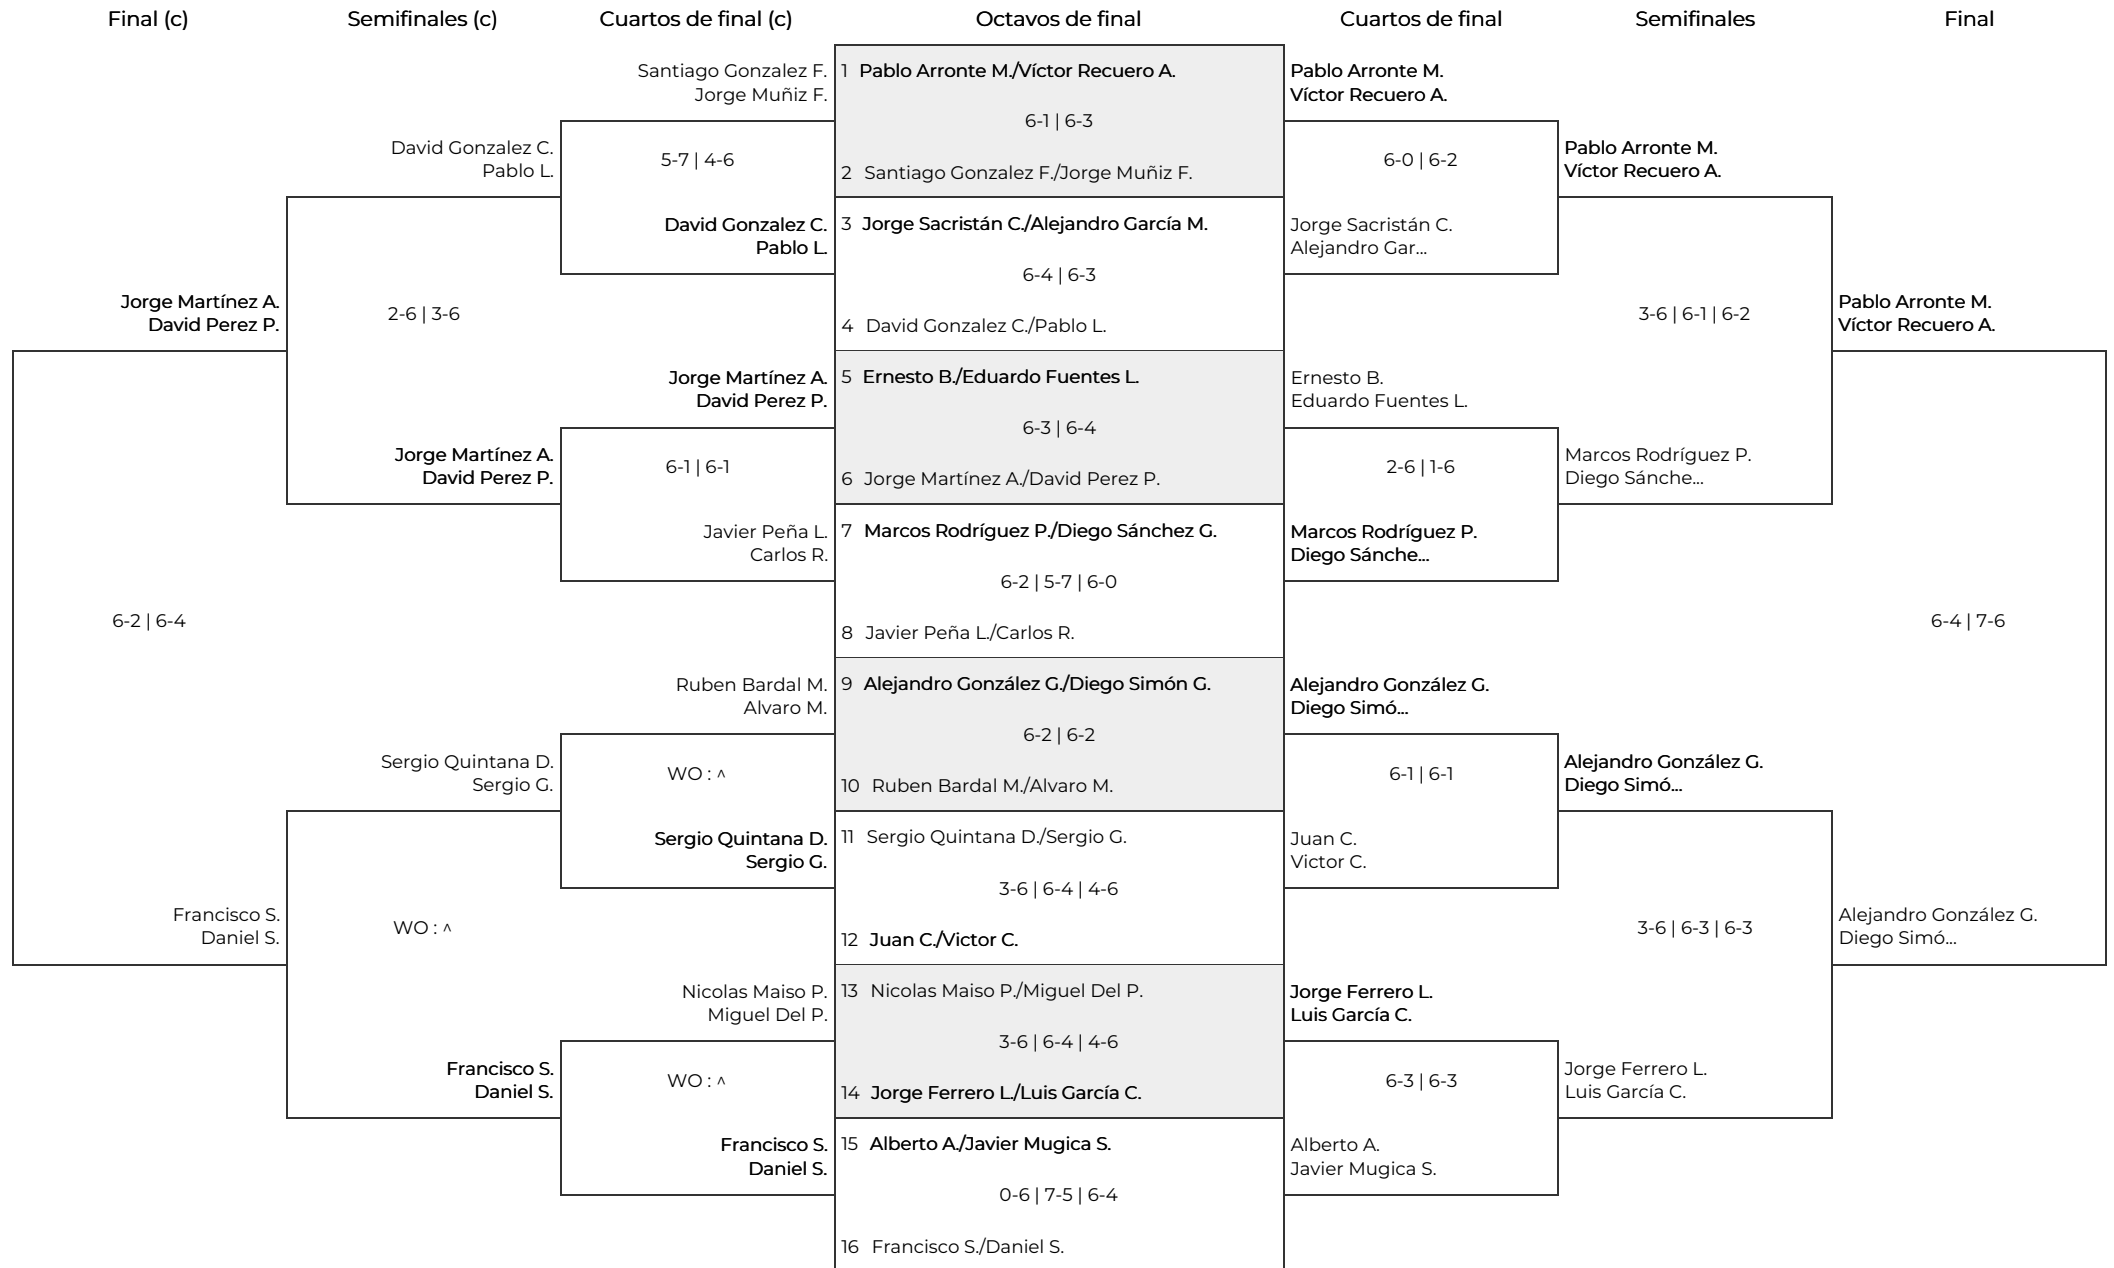 Final (c)
Semifinales (c)
Cuartos de final (c)
Octavos de final
Cuartos de final
Semifinales
Final
Jorge Martínez A.
David Perez P.
6-2 | 6-4
Francisco S.
Daniel S.
David Gonzalez C.
Pablo L.
2-6 | 3-6
Jorge Martínez A.
David Perez P.
Sergio Quintana D.
Sergio G.
WO : ^
Francisco S.
Daniel S.
Santiago Gonzalez F.
Jorge Muñiz F.
5-7 | 4-6
David Gonzalez C.
Pablo L.
Jorge Martínez A.
David Perez P.
6-1 | 6-1
Javier Peña L.
Carlos R.
Ruben Bardal M.
Alvaro M.
WO : ^
Sergio Quintana D.
Sergio G.
Nicolas Maiso P.
Miguel Del P.
WO : ^
Francisco S.
Daniel S.
1 Pablo Arronte M./Víctor Recuero A.
6-1 | 6-3
2 Santiago Gonzalez F./Jorge Muñiz F.
3 Jorge Sacristán C./Alejandro García M.
6-4 | 6-3
4 David Gonzalez C./Pablo L.
5 Ernesto B./Eduardo Fuentes L.
6-3 | 6-4
6 Jorge Martínez A./David Perez P.
7 Marcos Rodríguez P./Diego Sánchez G.
6-2 | 5-7 | 6-0
8 Javier Peña L./Carlos R.
9 Alejandro González G./Diego Simón G.
6-2 | 6-2
10 Ruben Bardal M./Alvaro M.
11 Sergio Quintana D./Sergio G.
3-6 | 6-4 | 4-6
12 Juan C./Victor C.
13 Nicolas Maiso P./Miguel Del P.
3-6 | 6-4 | 4-6
14 Jorge Ferrero L./Luis García C.
15 Alberto A./Javier Mugica S.
0-6 | 7-5 | 6-4
16 Francisco S./Daniel S.
Pablo Arronte M.
Víctor Recuero A.
6-0 | 6-2
Jorge Sacristán C.
Alejandro Gar...
Ernesto B.
Eduardo Fuentes L.
2-6 | 1-6
Marcos Rodríguez P.
Diego Sánche...
Alejandro González G.
Diego Simó...
6-1 | 6-1
Juan C.
Victor C.
Jorge Ferrero L.
Luis García C.
6-3 | 6-3
Alberto A.
Javier Mugica S.
Pablo Arronte M.
Víctor Recuero A.
3-6 | 6-1 | 6-2
Marcos Rodríguez P.
Diego Sánche...
Alejandro González G.
Diego Simó...
3-6 | 6-3 | 6-3
Jorge Ferrero L.
Luis García C.
Pablo Arronte M.
Víctor Recuero A.
6-4 | 7-6
Alejandro González G.
Diego Simó...